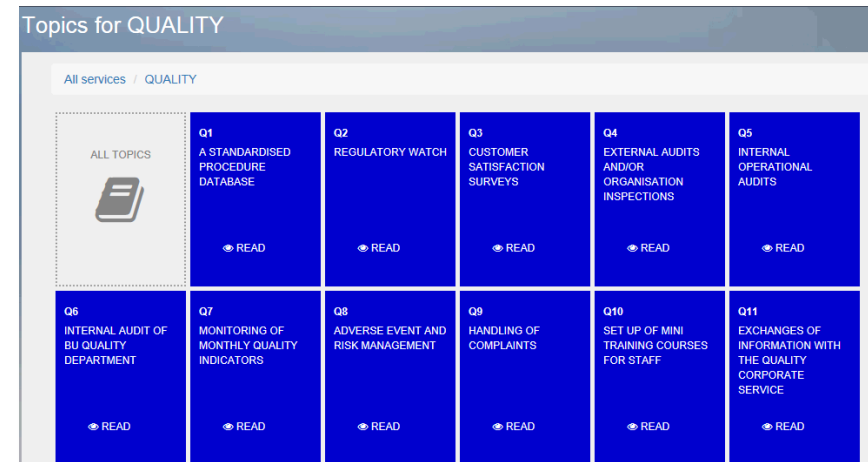 Topics for QUALITY
All services / QUALITY
ALL TOPICS
Q1
A STANDARDISED
PROCEDURE
DATABASE
READ
Q2
REGULATORY WATCH
READ
Q3
CUSTOMER
SATISFACTION
SURVEYS
READ
Q4
EXTERNAL AUDITS
AND/OR
ORGANISATION
INSPECTIONS
READ
Q5
INTERNAL
OPERATIONAL
AUDITS
READ
Q6
INTERNAL AUDIT OF
BU QUALITY
DEPARTMENT
READ
Q7
MONITORING OF
MONTHLY QUALITY
INDICATORS
READ
Q8
ADVERSE EVENT AND
RISK MANAGEMENT
READ
Q9
HANDLING OF
COMPLAINTS
READ
Q10
SET UP OF MINI
TRAINING COURSES
FOR STAFF
READ
Q11
EXCHANGES OF
INFORMATION WITH
THE QUALITY
CORPORATE
SERVICE
READ